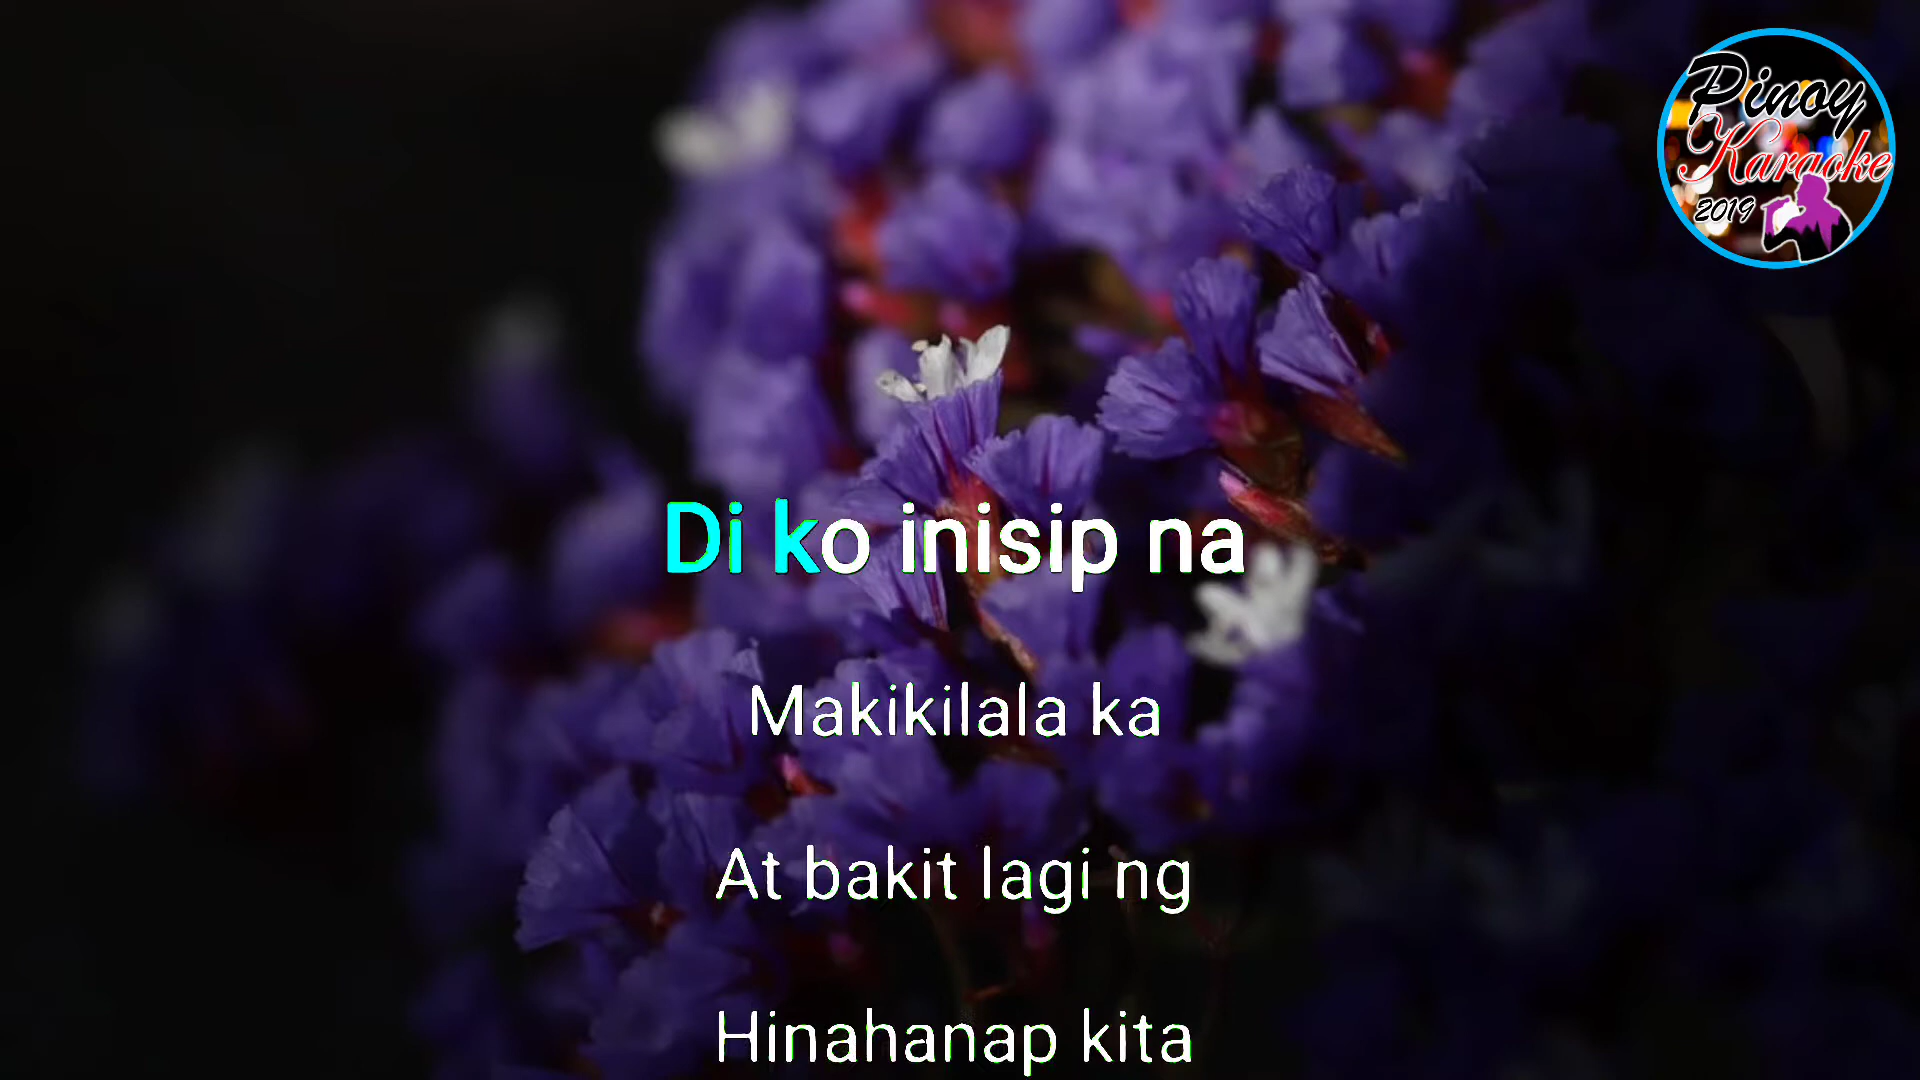 Pinoy
Karaoke
2019
Di ko inisip na
Makikilala ka
At bakit lagi ng
Hinahanap kita